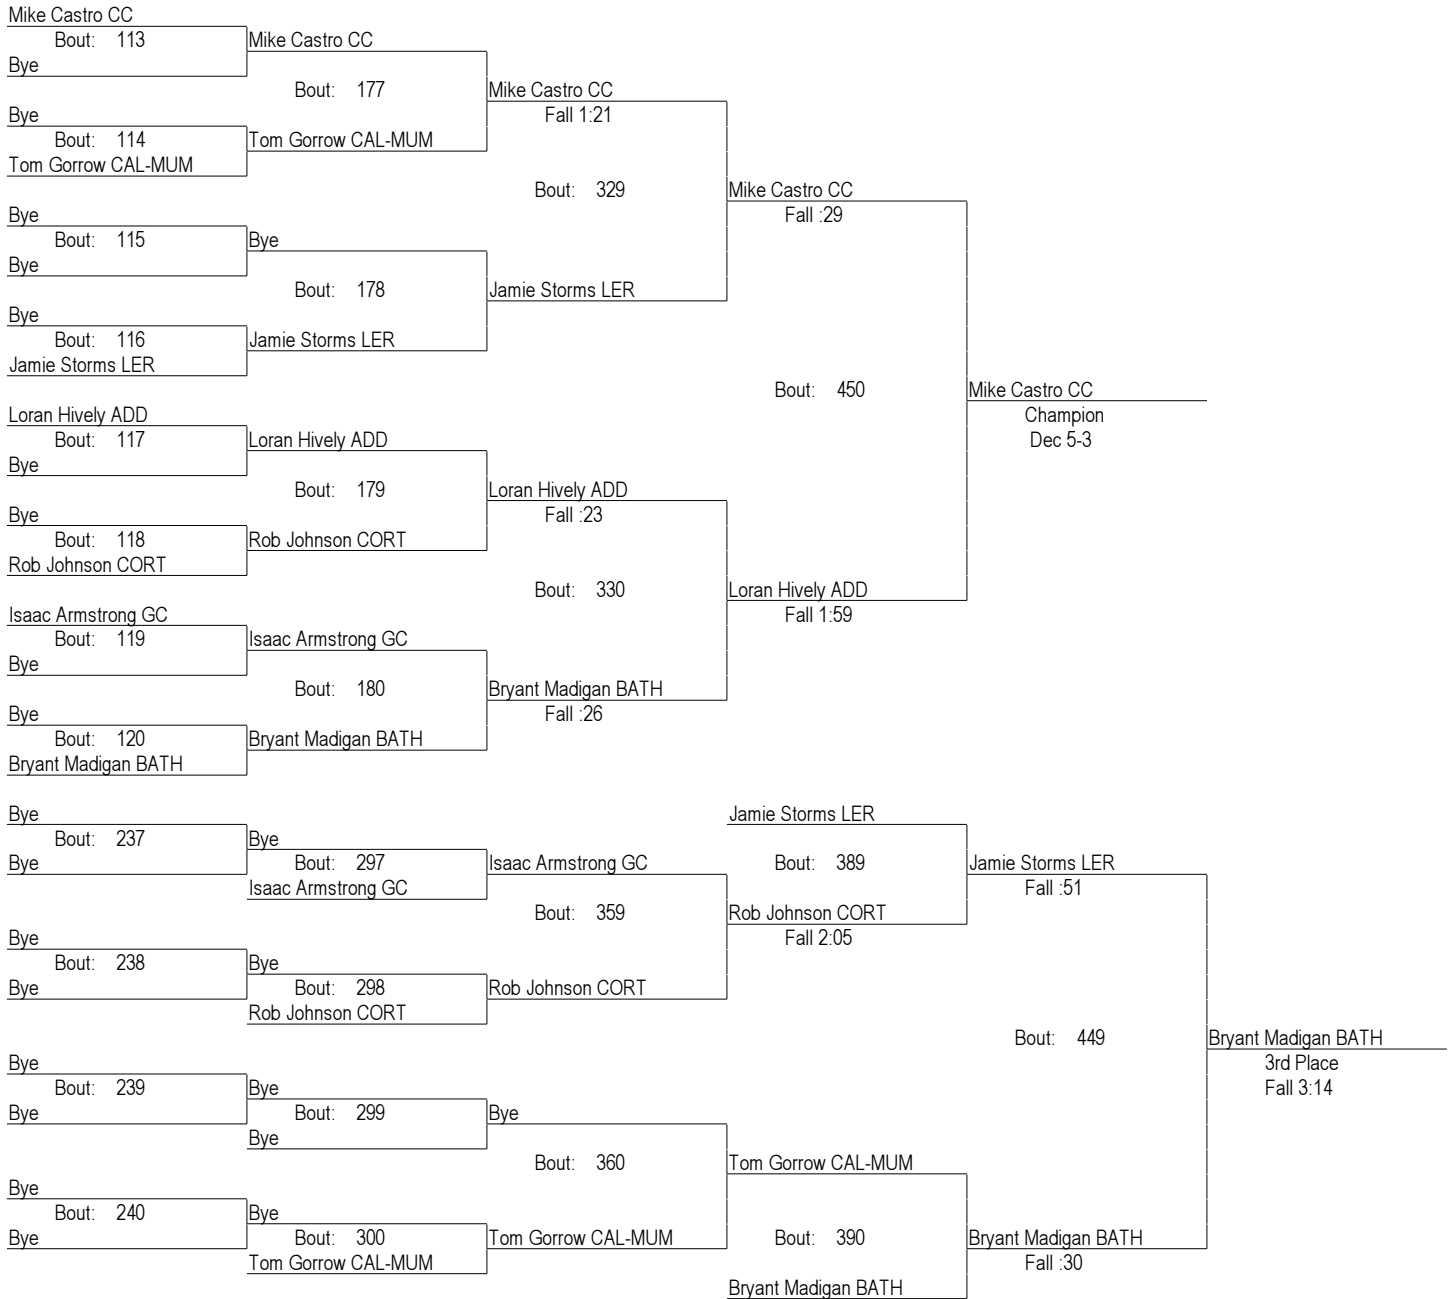 Mike Castro CC
Bout: 113
Mike Castro CC
Bye
Bout: 177
Mike Castro CC
Bye
Fall 1:21
Bout: 114
Tom Gorrow CAL-MUM
Tom Gorrow CAL-MUM
Bout: 329
Mike Castro CC
Bye
Fall :29
Bout: 115
Bye
Bye
Bout: 178
Jamie Storms LER
Bye
Bout: 116
Jamie Storms LER
Jamie Storms LER
Bout: 450
Mike Castro CC
Loran Hively ADD
Champion
Bout: 117
Loran Hively ADD
Dec 5-3
Bye
Bout: 179
Loran Hively ADD
Bye
Fall :23
Bout: 118
Rob Johnson CORT
Rob Johnson CORT
Bout: 330
Loran Hively ADD
Isaac Armstrong GC
Fall 1:59
Bout: 119
Isaac Armstrong GC
Bye
Bout: 180
Bryant Madigan BATH
Bye
Fall :26
Bout: 120
Bryant Madigan BATH
Bryant Madigan BATH
Bye
Jamie Storms LER
Bout: 237
Bye
Bye
Bout: 297
Isaac Armstrong GC
Bout: 389
Jamie Storms LER
Isaac Armstrong GC
Fall :51
Bout: 359
Rob Johnson CORT
Bye
Fall 2:05
Bout: 238
Bye
Bye
Bout: 298
Rob Johnson CORT
Rob Johnson CORT
Bout: 449
Bryant Madigan BATH
Bye
3rd Place
Bout: 239
Bye
Fall 3:14
Bye
Bout: 299
Bye
Bye
Bout: 360
Tom Gorrow CAL-MUM
Bye
Bout: 240
Bye
Bye
Bout: 300
Tom Gorrow CAL-MUM
Bout: 390
Bryant Madigan BATH
Tom Gorrow CAL-MUM
Fall :30
Bryant Madigan BATH